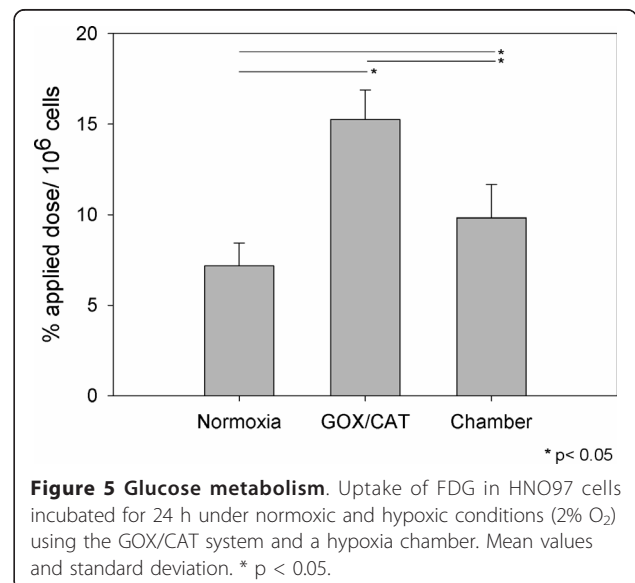 *
*
*
20
15
10
5
0
% applied dose/ 10⁶ cells
Normoxia GOX/CAT Chamber
* p< 0.05
Figure 5 Glucose metabolism. Uptake of FDG in HNO97 cells
incubated for 24 h under normoxic and hypoxic conditions (2% O₂)
using the GOX/CAT system and a hypoxia chamber. Mean values
and standard deviation. * p < 0.05.